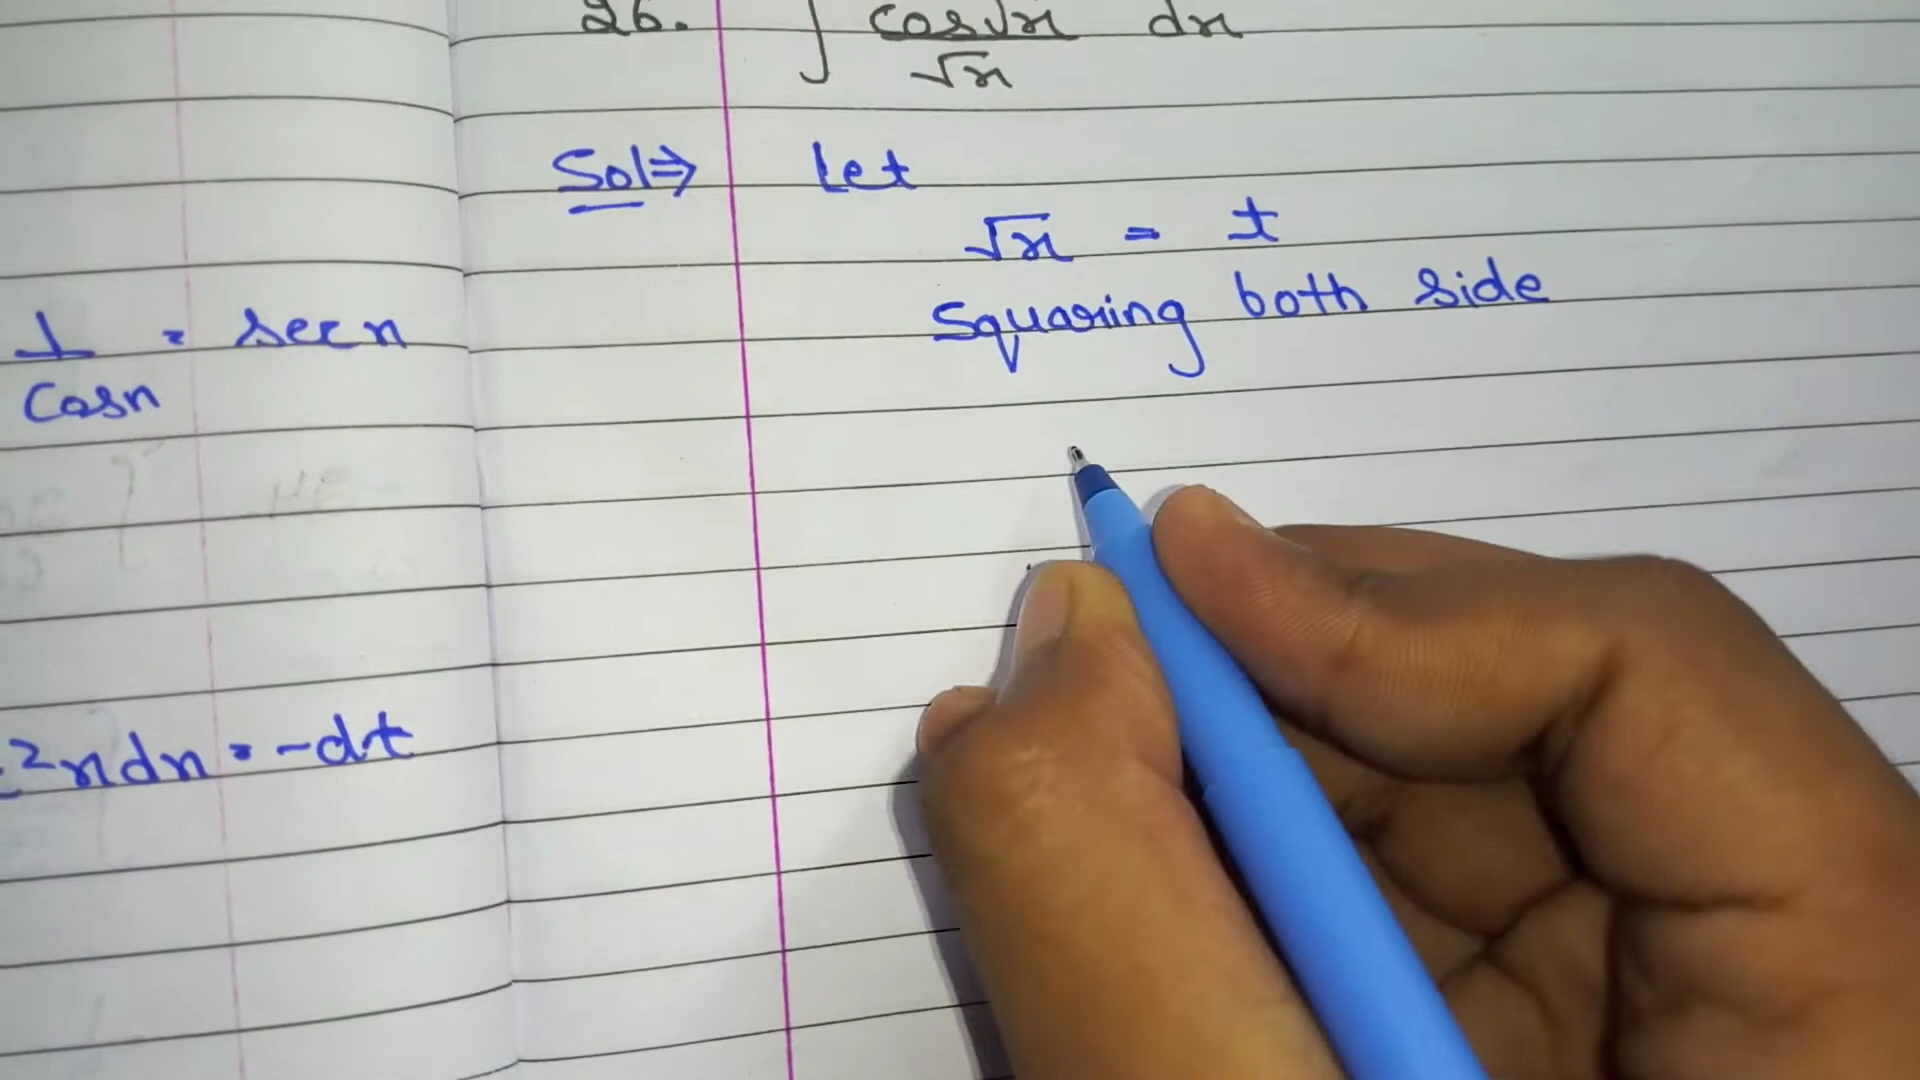 1 = secx
cosx
2xdx = -dt
26. ∫ cos√x dx
√x
Sol⇒ Let
√x = t
Squaring both side